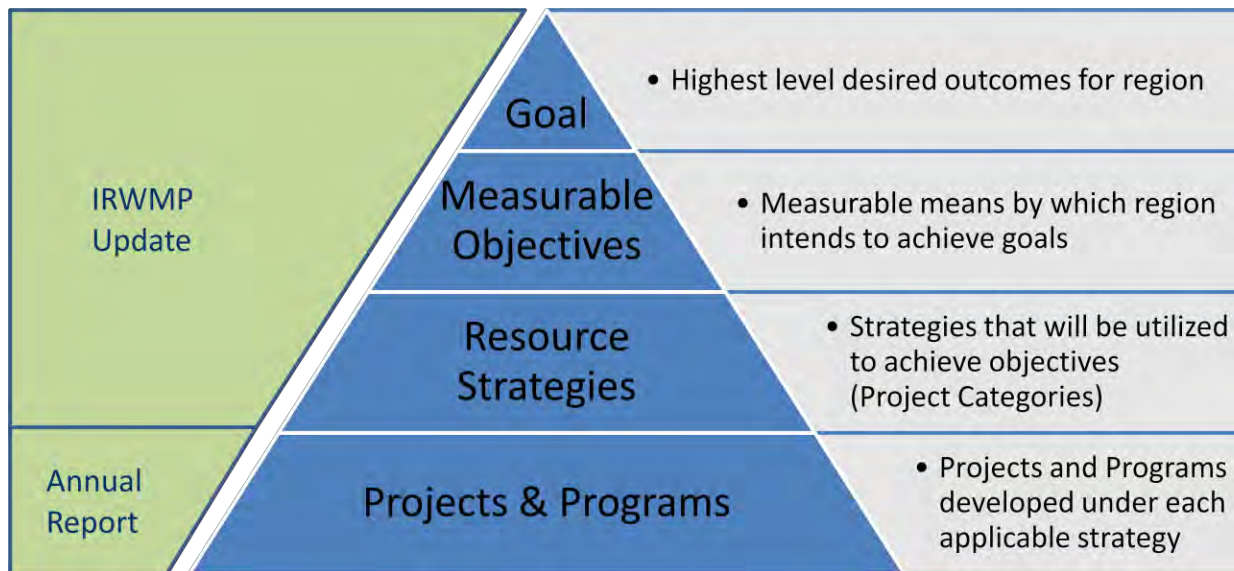 Goal
• Highest level desired outcomes for region
IRWMP
Update
Measurable
Objectives
• Measurable means by which region
intends to achieve goals
Resource
Strategies
• Strategies that will be utilized
to achieve objectives
(Project Categories)
Annual
Report
Projects & Programs
• Projects and Programs
developed under each
applicable strategy